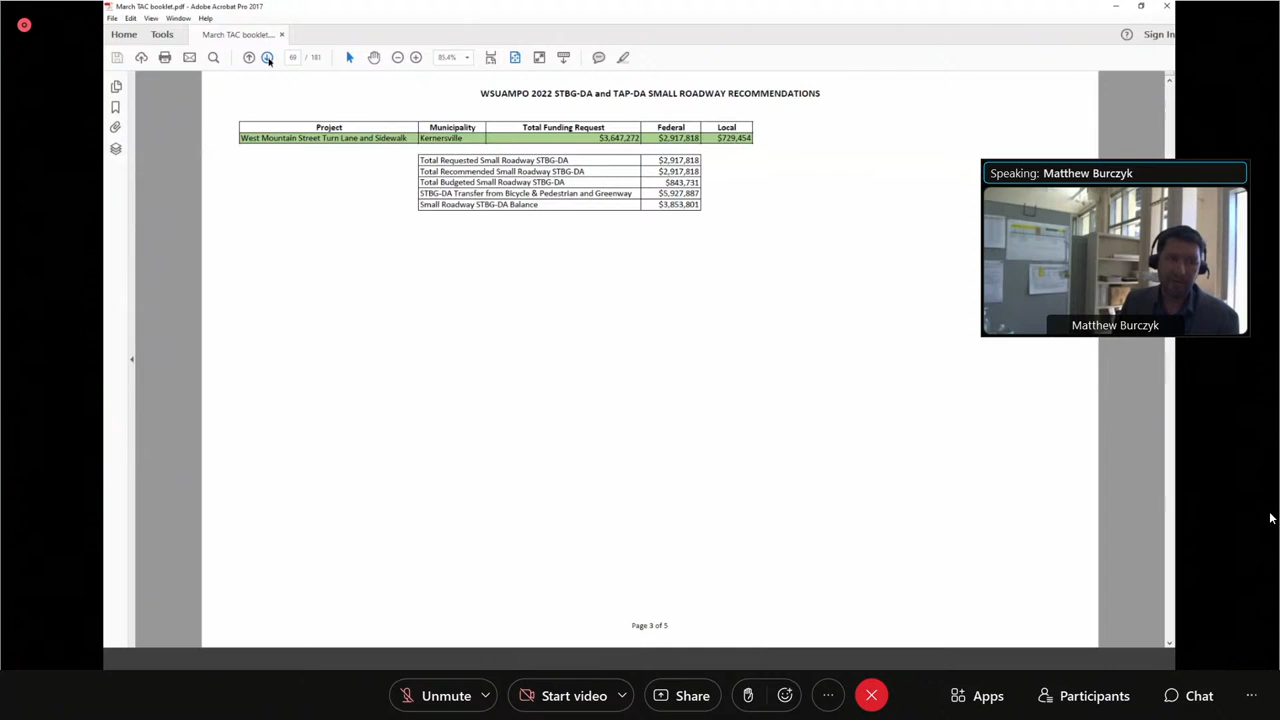 March TAC booklet.pdf - Adobe Acrobat Pro 2017
File Edit View Window Help
Home Tools March TAC booklet.... × Sign In
69 / 181 85.4%
WSUAMPO 2022 STBG-DA and TAP-DA SMALL ROADWAY RECOMMENDATIONS
Project Municipality Total Funding Request Federal Local
West Mountain Street Turn Lane and Sidewalk Kernersville $3,647,272 $2,917,818 $729,454
Total Requested Small Roadway STBG-DA $2,917,818
Total Recommended Small Roadway STBG-DA $2,917,818
Total Budgeted Small Roadway STBG-DA $843,731
STBG-DA Transfer from Bicycle & Pedestrian and Greenway $5,927,887
Small Roadway STBG-DA Balance $3,853,801
Speaking: Matthew Burczyk
Matthew Burczyk
Page 3 of 5
Unmute Start video Share Apps Participants Chat